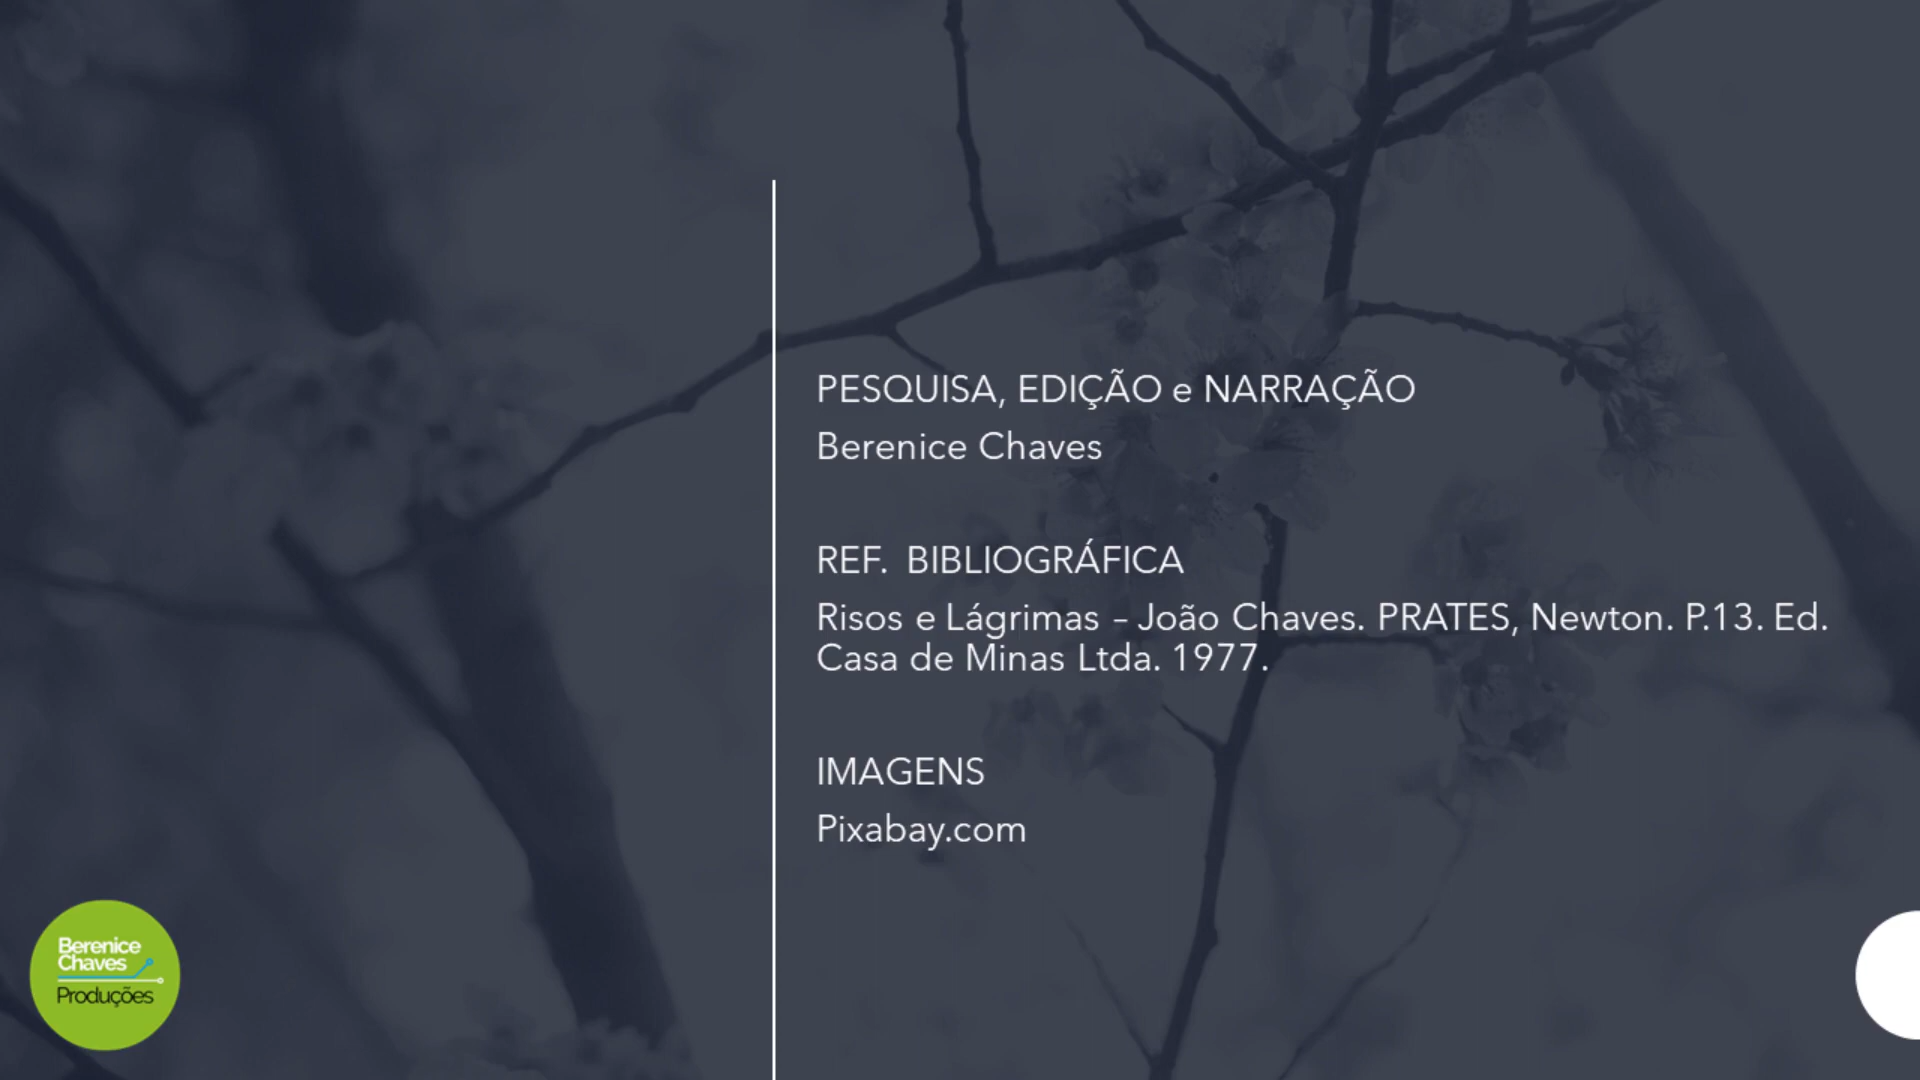 PESQUISA, EDIÇÃO e NARRAÇÃO
Berenice Chaves
REF. BIBLIOGRÁFICA
Risos e Lágrimas – João Chaves. PRATES, Newton. P.13. Ed.
Casa de Minas Ltda. 1977.
IMAGENS
Pixabay.com
Berenice
Chaves
Produções